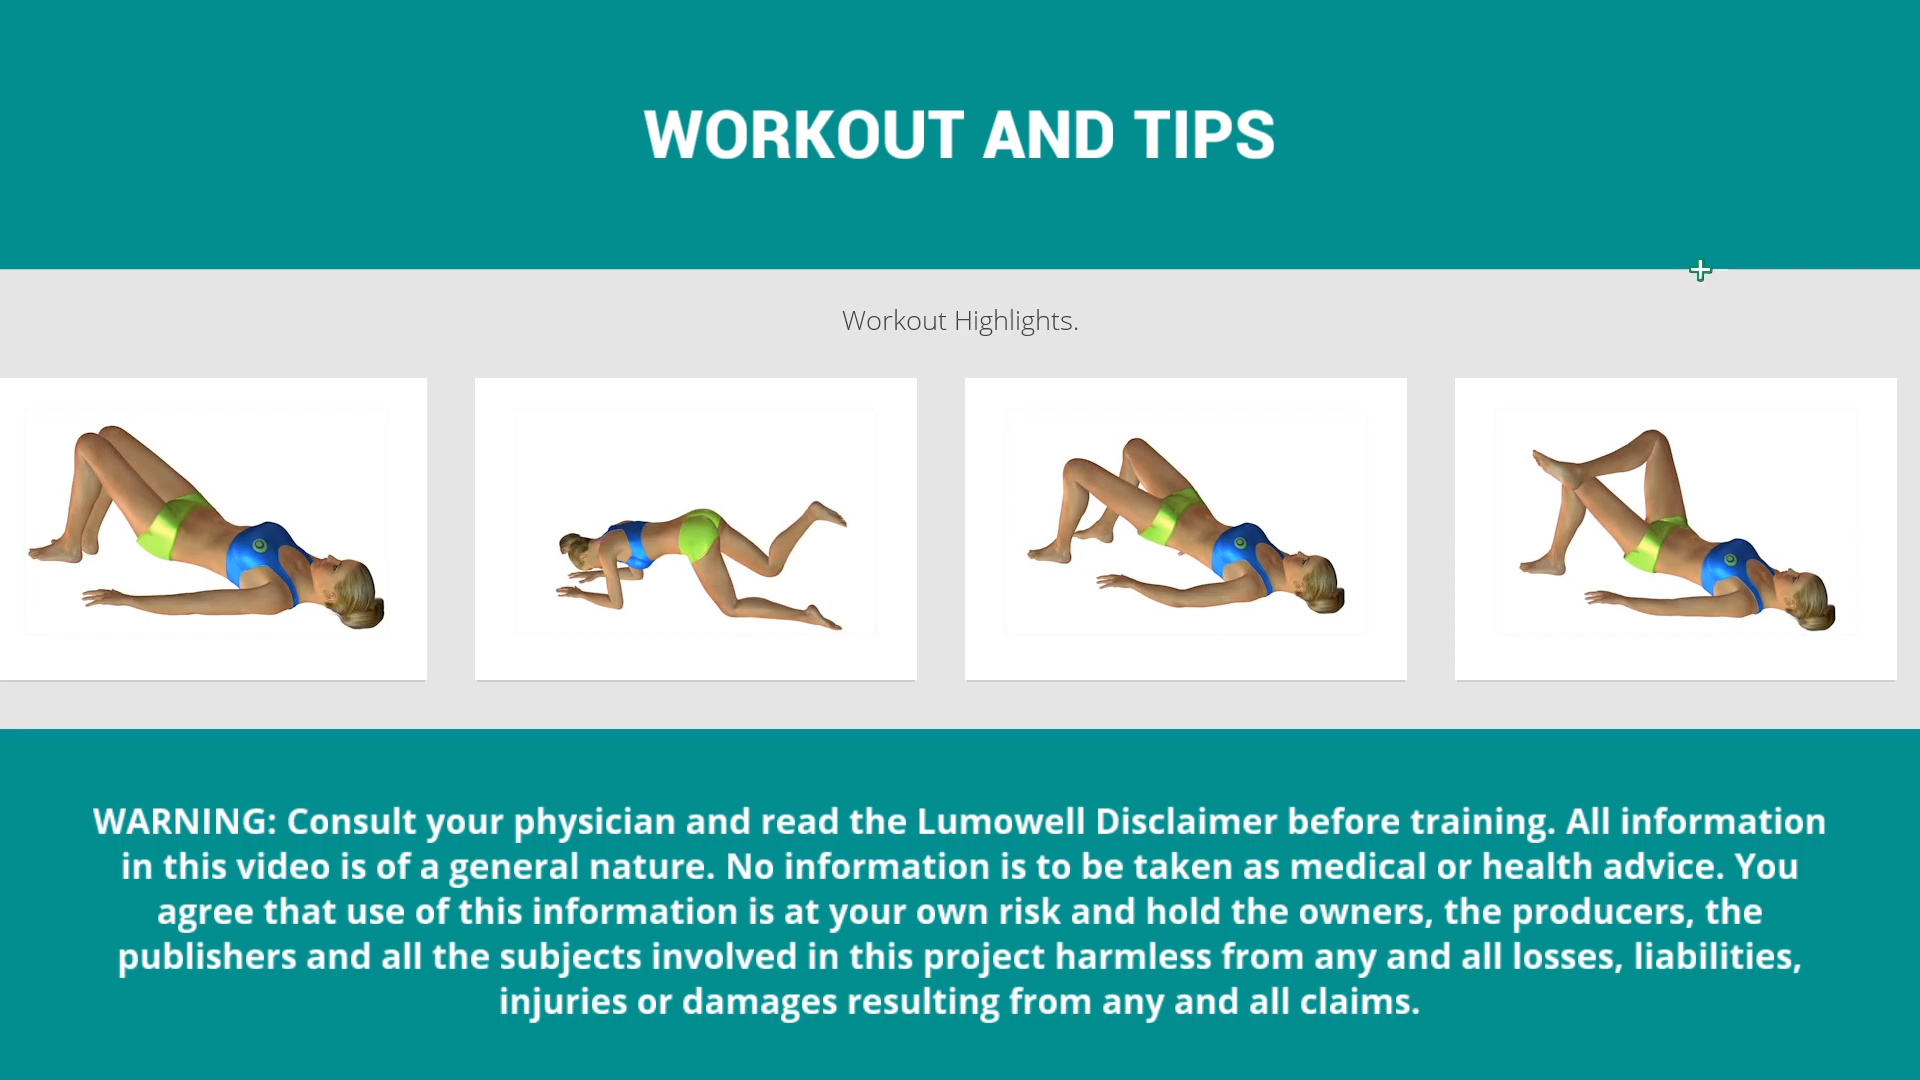 WORKOUT AND TIPS
Workout Highlights.
WARNING: Consult your physician and read the Lumowell Disclaimer before training. All information
in this video is of a general nature. No information is to be taken as medical or health advice. You
agree that use of this information is at your own risk and hold the owners, the producers, the
publishers and all the subjects involved in this project harmless from any and all losses, liabilities,
injuries or damages resulting from any and all claims.